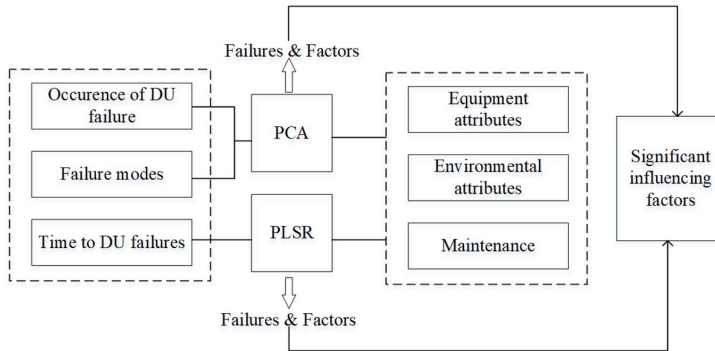 Failures & Factors
Occurence of DU
failure
Failure modes
Time to DU failures
PCA
PLSR
Equipment
attributes
Environmental
attributes
Maintenance
Significant
influencing
factors
Failures & Factors